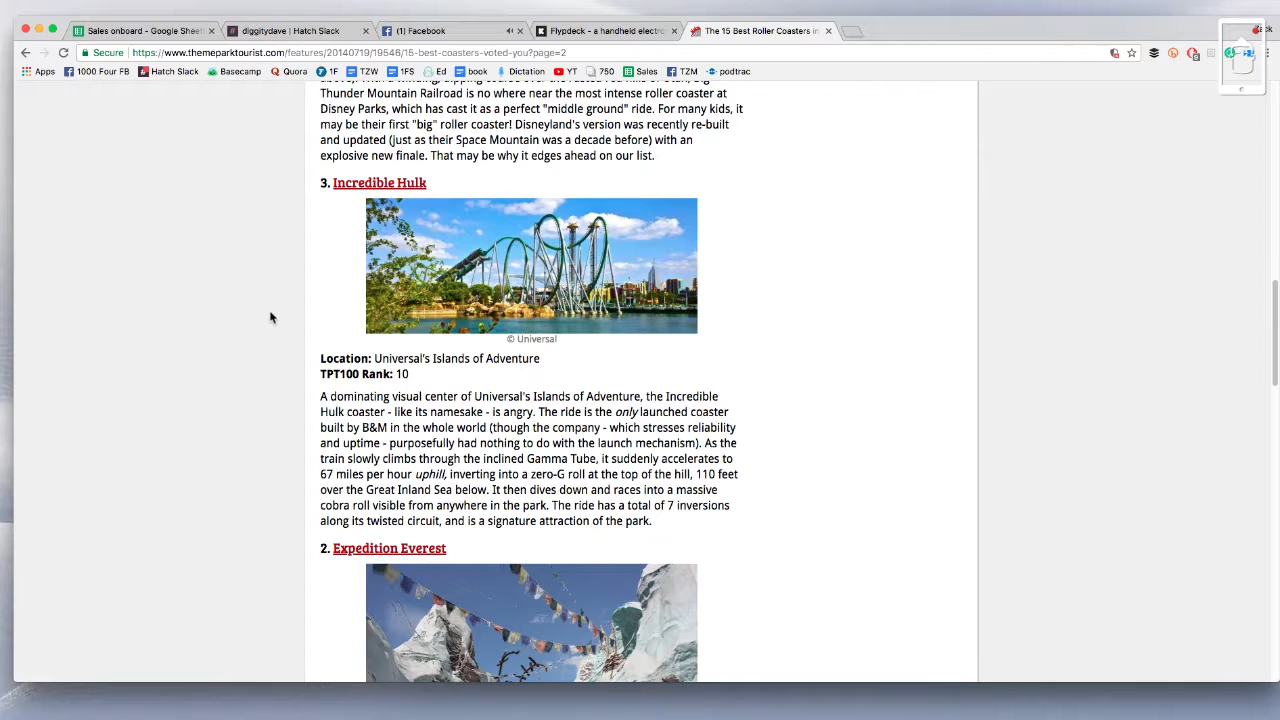 Sales onboard - Google Sheet
diggitydave | Hatch Slack
(1) Facebook
Flypdeck - a handheld electro
The 15 Best Roller Coasters in
Secure
https://www.themeparktourist.com/features/20140719/19546/15-best-coasters-voted-you?page=2
Apps 1000 Four FB Hatch Slack Basecamp Quora 1F TZW 1FS Ed book Dictation YT 750 Sales TZM podtrac
Thunder Mountain Railroad is no where near the most intense roller coaster at
Disney Parks, which has cast it as a perfect "middle ground" ride. For many kids, it
may be their first "big" roller coaster! Disneyland's version was recently re-built
and updated (just as their Space Mountain was a decade before) with an
explosive new finale. That may be why it edges ahead on our list.
3. Incredible Hulk
© Universal
Location: Universal's Islands of Adventure
TPT100 Rank: 10
A dominating visual center of Universal's Islands of Adventure, the Incredible
Hulk coaster - like its namesake - is angry. The ride is the only launched coaster
built by B&M in the whole world (though the company - which stresses reliability
and uptime - purposefully had nothing to do with the launch mechanism). As the
train slowly climbs through the inclined Gamma Tube, it suddenly accelerates to
67 miles per hour uphill, inverting into a zero-G roll at the top of the hill, 110 feet
over the Great Inland Sea below. It then dives down and races into a massive
cobra roll visible from anywhere in the park. The ride has a total of 7 inversions
along its twisted circuit, and is a signature attraction of the park.
2. Expedition Everest